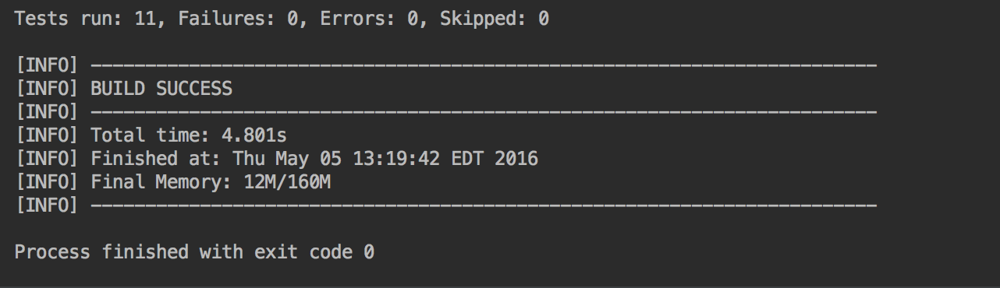 Tests run: 11, Failures: 0, Errors: 0, Skipped: 0
[INFO] ------------------------------------------------------------------------
[INFO] BUILD SUCCESS
[INFO] ------------------------------------------------------------------------
[INFO] Total time: 4.801s
[INFO] Finished at: Thu May 05 13:19:42 EDT 2016
[INFO] Final Memory: 12M/160M
[INFO] ------------------------------------------------------------------------
Process finished with exit code 0